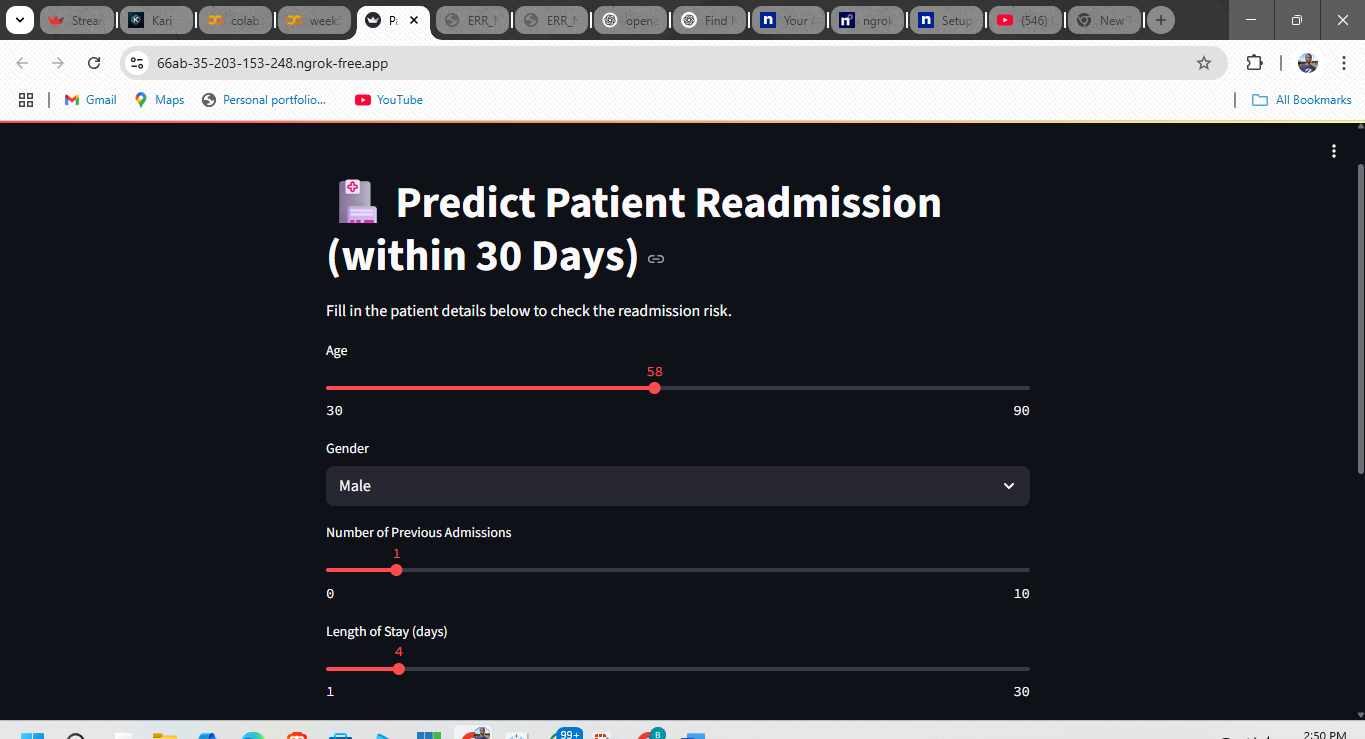 Strean
Kari
colab
week
P
ERR_N
ERR_N
open
Find N
Your
ngrok
Setup
(546)
New T
66ab-35-203-153-248.ngrok-free.app
Gmail
Maps
Personal portfolio...
YouTube
All Bookmarks
Predict Patient Readmission
(within 30 Days)
Fill in the patient details below to check the readmission risk.
Age
58
30 90
Gender
Male
Number of Previous Admissions
1
0 10
Length of Stay (days)
4
1 30
99+
B
2:50 PM